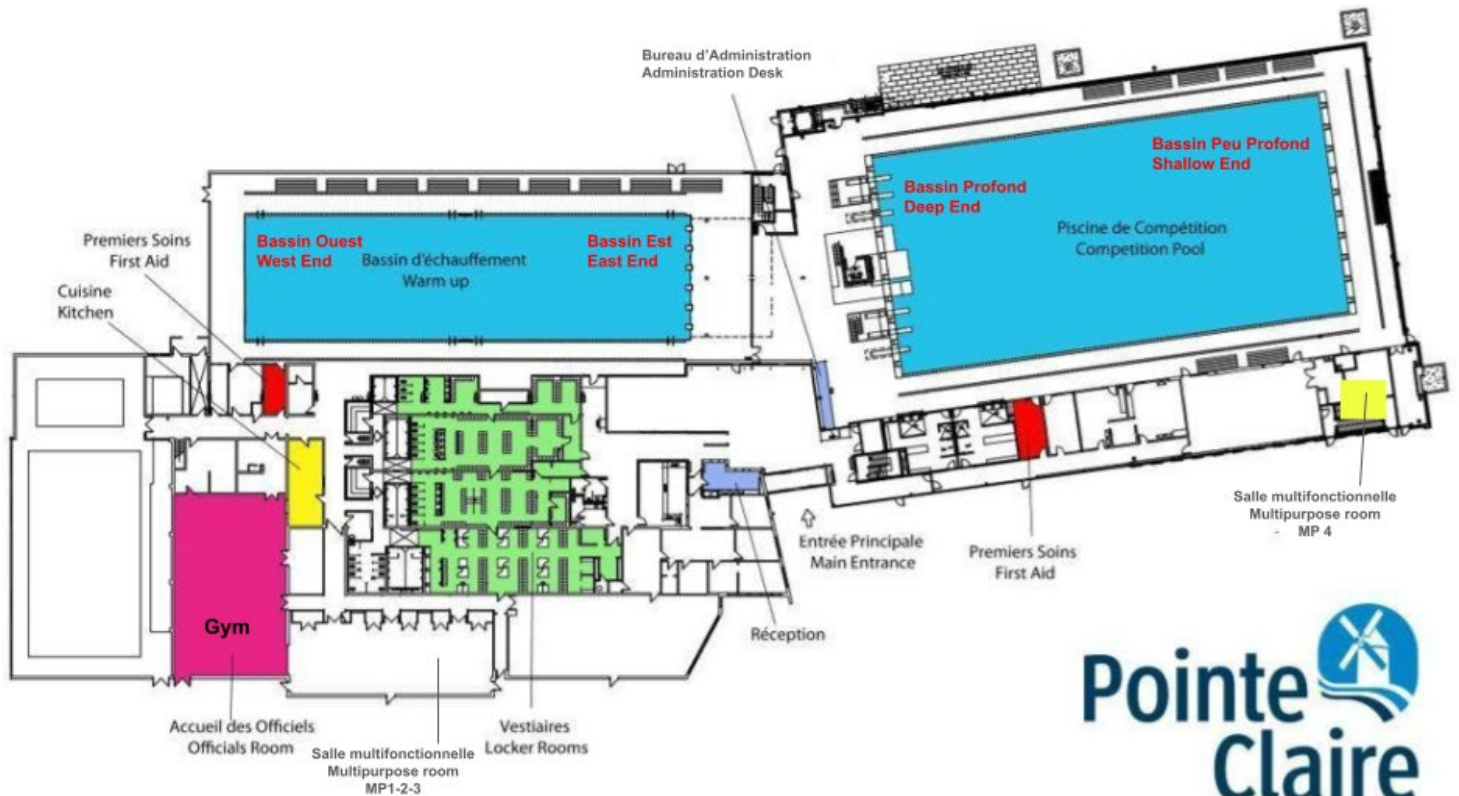 Bureau d'Administration
Administration Desk
Bassin Peu Profond
Shallow End
Bassin Profond
Deep End
Piscine de Compétition
Competition Pool
Premiers Soins
First Aid
Bassin Ouest
West End
Bassin d'échauffement
Warm up
Bassin Est
East End
Cuisine
Kitchen
Salle multifonctionnelle
Multipurpose room
- MP 4
Entrée Principale
Main Entrance
Premiers Soins
First Aid
Gym
Réception
Accueil des Officiels
Officials Room
Salle multifonctionnelle
Multipurpose room
MP1-2-3
Vestiaires
Locker Rooms
Pointe
Claire